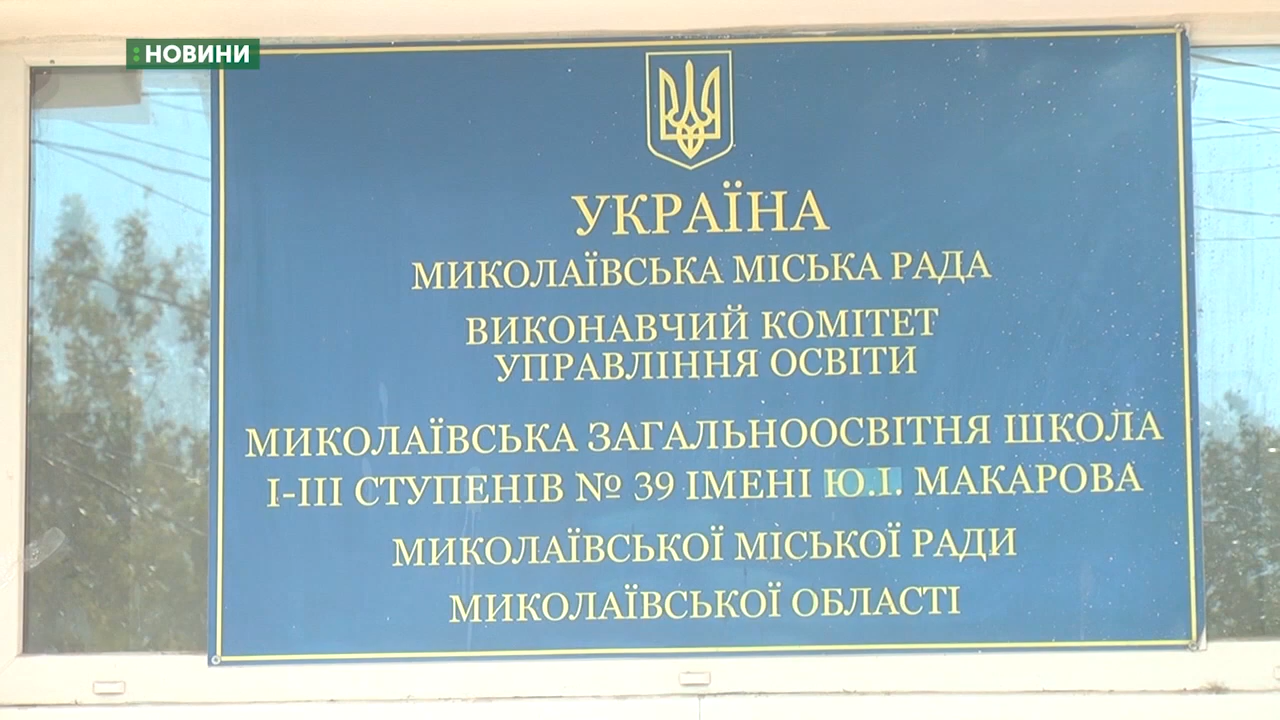 :НОВИНИ
УКРАЇНА
МИКОЛАЇВСЬКА МІСЬКА РАДА
ВИКОНАВЧИЙ КОМІТЕТ
УПРАВЛІННЯ ОСВІТИ
МИКОЛАЇВСЬКА ЗАГАЛЬНООСВІТНЯ ШКОЛА
І-ІІІ СТУПЕНІВ № 39 ІМЕНІ Ю.І. МАКАРОВА
МИКОЛАЇВСЬКОЇ МІСЬКОЇ РАДИ
МИКОЛАЇВСЬКОЇ ОБЛАСТІ